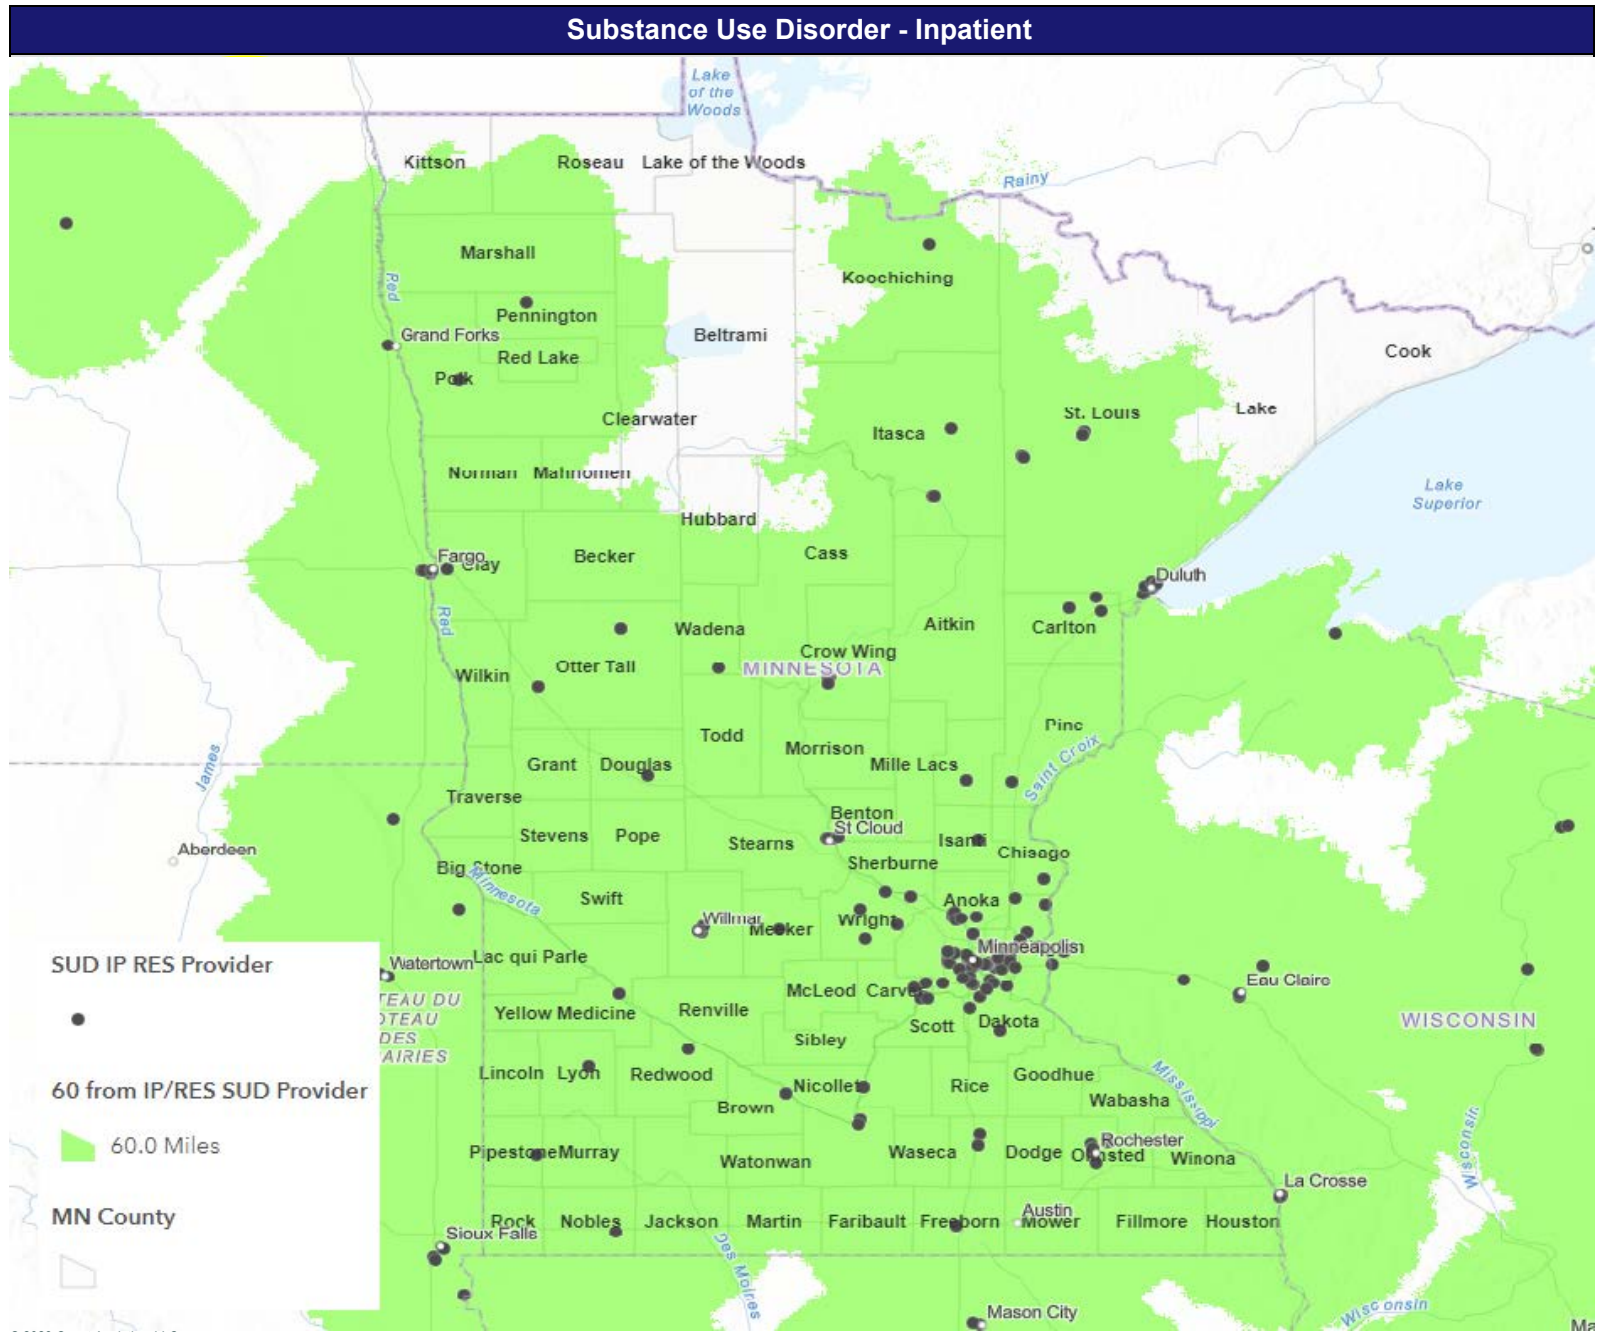 Substance Use Disorder - Inpatient
Lake
of the
Woods
Kittson
Roseau
Lake of the Woods
Rainy
Marshall
Koochiching
Red
Pennington
Grand Forks
Beltrami
Red Lake
Cook
Polk
Clearwater
St. Louis
Lake
Itasca
Norman
Mahnomen
Lake
Superior
Hubbard
Becker
Cass
Fargo
Clay
Duluth
Red
Wadena
Aitkin
Carlton
Crow Wing
Otter Tail
MINNESOTA
Wilkin
Pine
Todd
Morrison
Saint Croix
James
Grant
Douglas
Mille Lacs
Traverse
Benton
St Cloud
Stevens
Pope
Stearns
Isanti
Aberdeen
Chisago
Sherburne
Big Stone
Minnesota
Swift
Anoka
Willmar
Meeker
Wright
Minneapolis
SUD IP RES Provider
Watertown
Lac qui Parle
Eau Claire
McLeod
Carver
TEAU DU
OTEAU
DES
AIRIES
Yellow Medicine
Renville
Scott
Dakota
WISCONSIN
Sibley
60 from IP/RES SUD Provider
Lincoln
Lyon
Redwood
Nicollet
Rice
Goodhue
Mississippi
Brown
Wabasha
60.0 Miles
Pipestone
Murray
Watonwan
Waseca
Dodge
Rochester
Olmsted
Winona
Wisconsin
La Crosse
MN County
Rock
Nobles
Jackson
Martin
Faribault
Freeborn
Austin
Mower
Fillmore
Houston
Sioux Falls
Des Moines
Mason City
Wisconsin
Ma